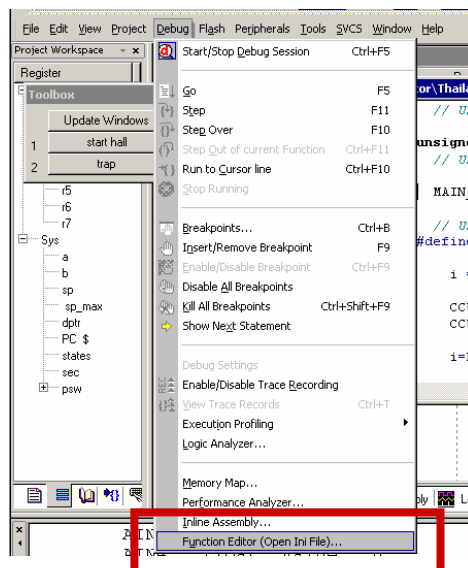 File Edit View Project Debug Flash Peripherals Tools SVCS Window Help
Project Workspace
Register
Toolbox
Update Windows
1 start hall
2 trap
r5
r6
r7
Sys
a
b
sp
sp_max
dptr
PC $
states
sec
psw
Start/Stop Debug Session Ctrl+F5
Go F5
Step F11
Step Over F10
Step Out of current Function Ctrl+F11
Run to Cursor line Ctrl+F10
Stop Running
Breakpoints... Ctrl+B
Insert/Remove Breakpoint F9
Enable/Disable Breakpoint Ctrl+F9
Disable All Breakpoints
Kill All Breakpoints Ctrl+Shift+F9
Show Next Statement
Debug Settings
Enable/Disable Trace Recording
View Trace Records Ctrl+T
Execution Profiling
Logic Analyzer...
Memory Map...
Performance Analyzer...
Inline Assembly...
Function Editor (Open Ini File)...
or\Thaila
// U
unsign
// U
MAIN_
// U
#define
i
CCU
CCU
i=